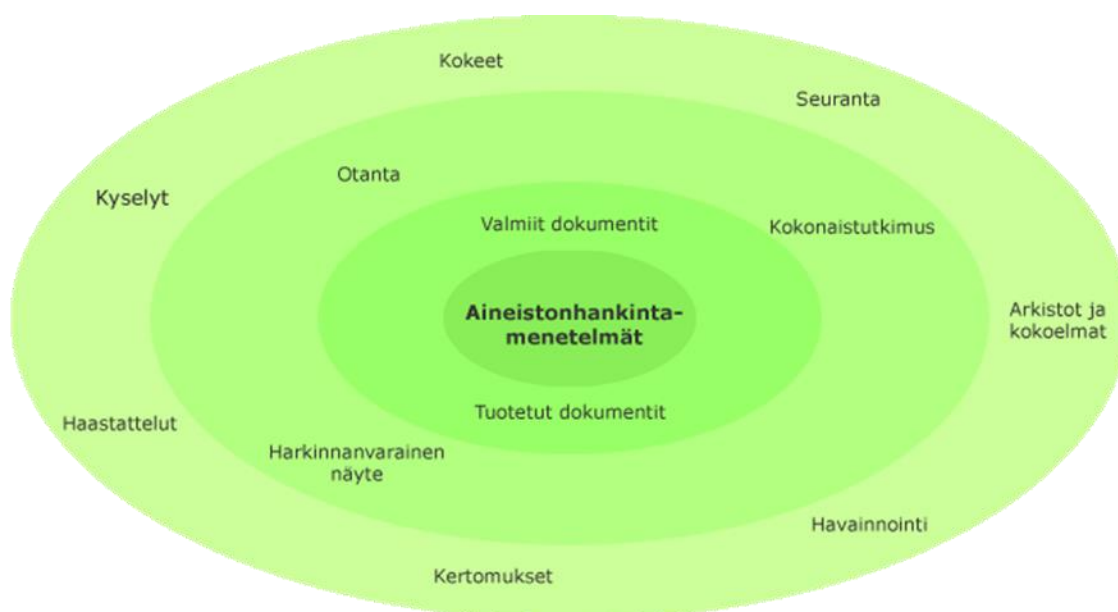 Kokeet
Seuranta
Otanta
Kyselyt
Valmiit dokumentit
Kokonaistutkimus
Aineistonhankinta-
menetelmät
Arkistot ja
kokoelmat
Tuotetut dokumentit
Haastattelut
Harkinnanvarainen
näyte
Havainnointi
Kertomukset